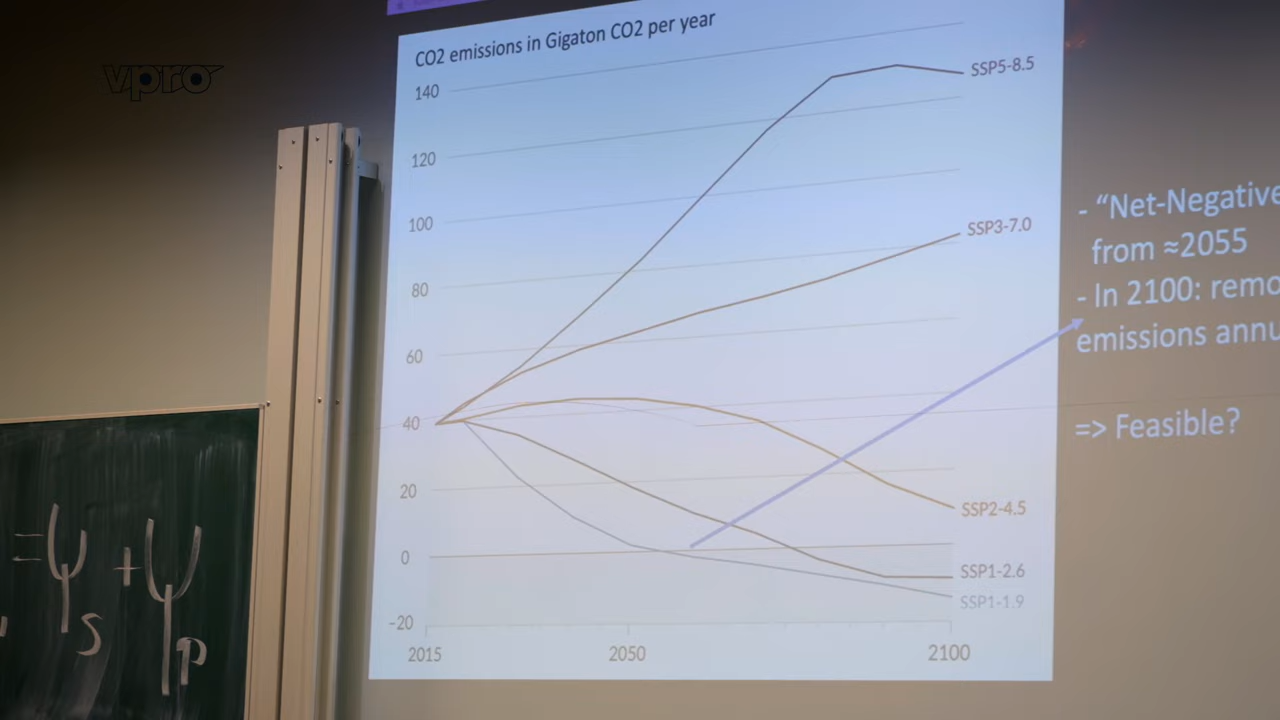 vpro
CO2 emissions in Gigaton CO2 per year
140
120
100
80
60
40
20
0
-20
2015
2050
2100
SSP5-8.5
SSP3-7.0
SSP2-4.5
SSP1-2.6
SSP1-1.9
- “Net-Negative
from ≈2055
- In 2100: remo
emissions annu
=> Feasible?
=Ψs+Ψp